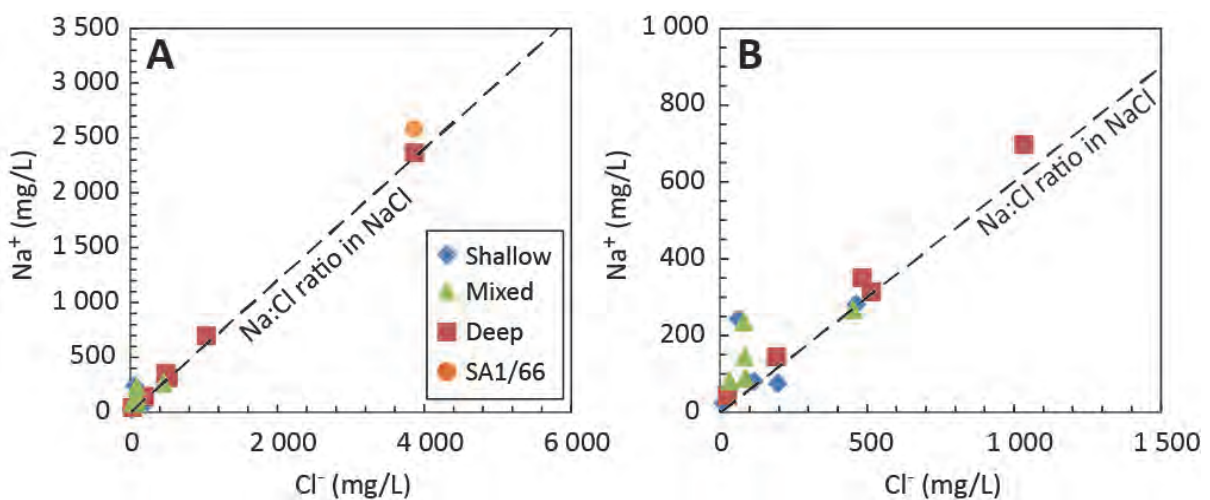 A
3 500
3 000
2 500
2 000
1 500
1 000
500
0
Na⁺ (mg/L)
0
2 000
4 000
6 000
Cl⁻ (mg/L)
Na:Cl ratio in NaCl
Shallow
Mixed
Deep
SA1/66
B
1 000
800
600
400
200
0
Na⁺ (mg/L)
0
500
1 000
1 500
Cl⁻ (mg/L)
Na:Cl ratio in NaCl